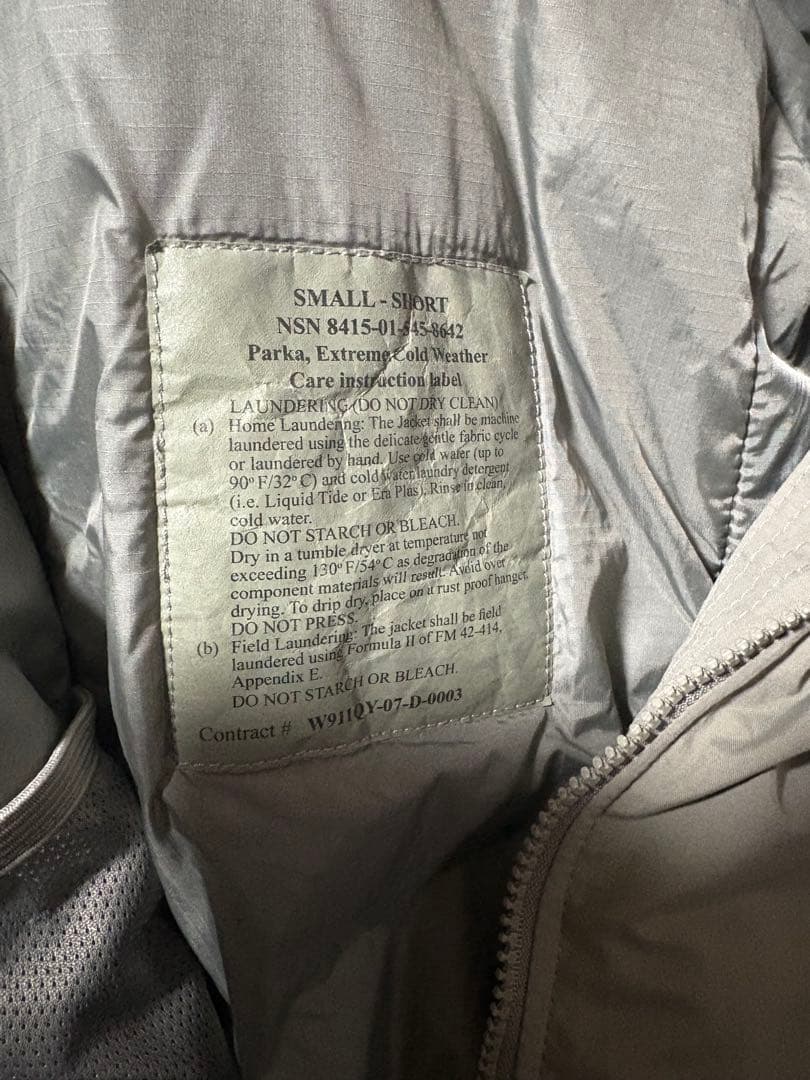 SMALL - SHORT
NSN 8415-01-545-8642
Parka, Extreme Cold Weather
Care instruction label
LAUNDERING (DO NOT DRY CLEAN)
(a) Home Laundering: The Jacket shall be machine
laundered using the delicate/gentle fabric cycle
or laundered by hand. Use cold water (up to
90° F/32° C) and cold water laundry detergent
(i.e. Liquid Tide or Era Plus). Rinse in clean,
cold water.
DO NOT STARCH OR BLEACH.
Dry in a tumble dryer at temperature not
exceeding 130° F/54° C as degradation of the
component materials will result. Avoid over
drying. To drip dry, place on a rust proof hanger.
DO NOT PRESS.
(b) Field Laundering: The jacket shall be field
laundered using Formula II of FM 42-414,
Appendix E.
DO NOT STARCH OR BLEACH.
Contract # W911QY-07-D-0003